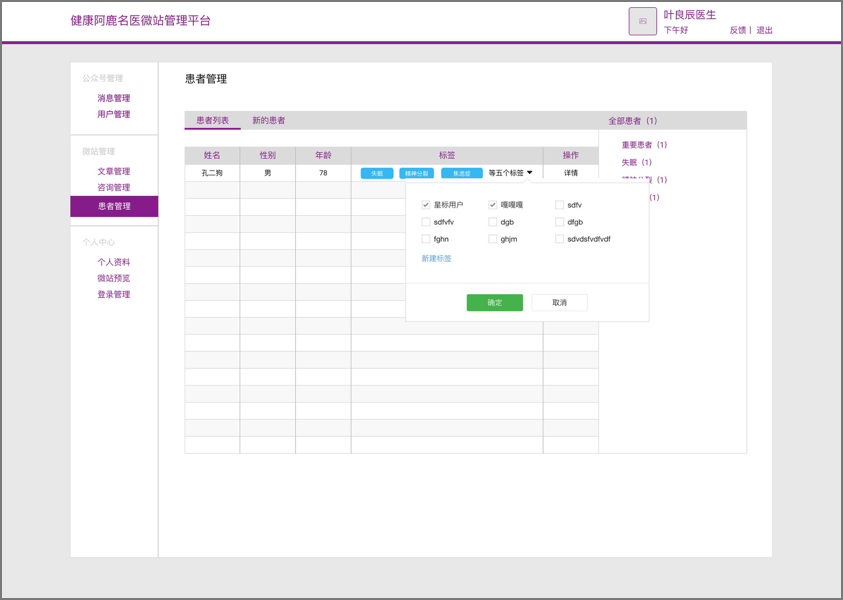 健康阿鹿名医微站管理平台
叶良辰医生
下午好
反馈 | 退出
公众号管理
消息管理
用户管理
微站管理
文章管理
咨询管理
患者管理
个人中心
个人资料
微站预览
登录管理
患者管理
患者列表 新的患者
全部患者 (1)
重要患者 (1)
失眠 (1)
(1)
(1)
姓名 性别 年龄 标签 操作
孔二狗 男 78 失眠 精神分裂 焦虑症 等五个标签 详情
星标用户 嘎嘎嘎 sdfv
sdfvfv dgb dfgb
fghn ghjm sdvdsfvdfvdf
新建标签
确定 取消